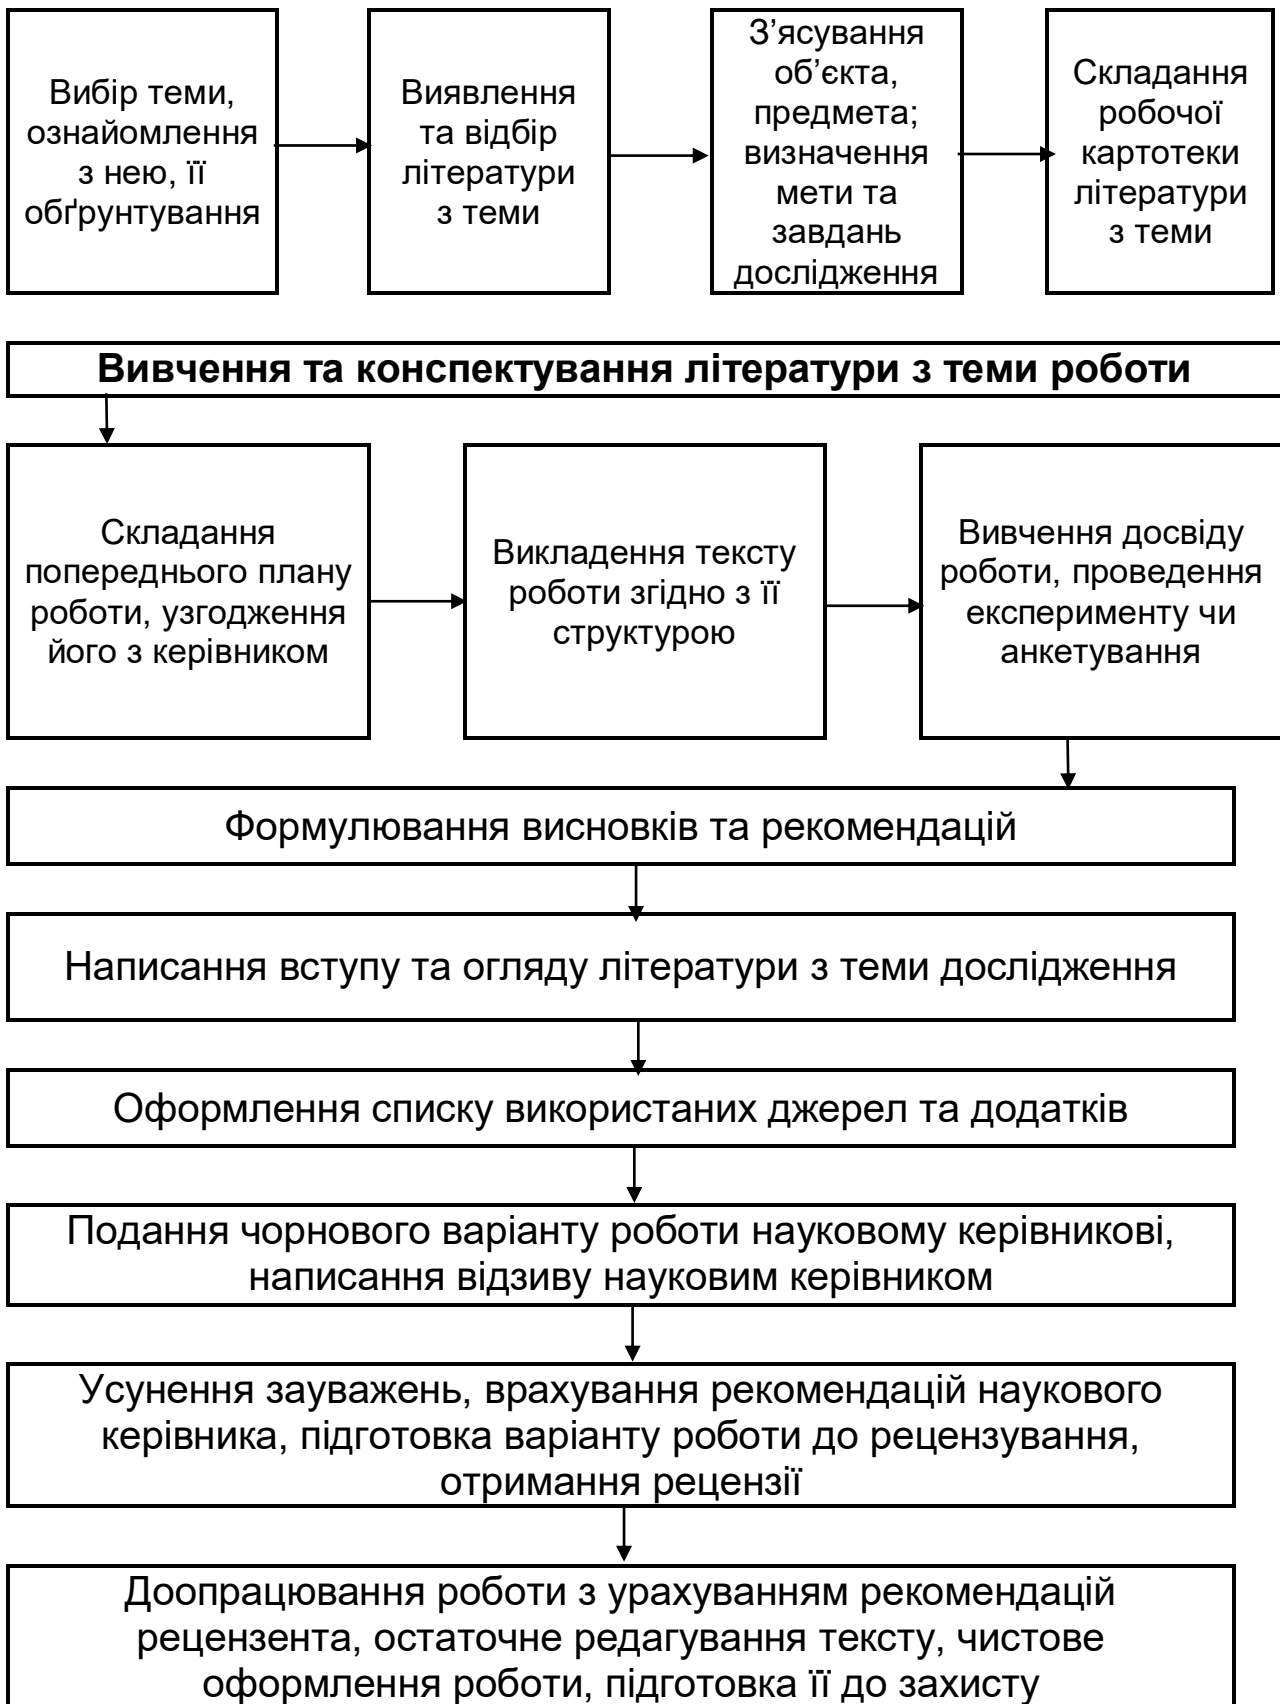 Вибір теми,
ознайомлення
з нею, її
обґрунтування
Виявлення
та відбір
літератури
з теми
З’ясування
об’єкта,
предмета;
визначення
мети та
завдань
дослідження
Складання
робочої
картотеки
літератури
з теми
Вивчення та конспектування літератури з теми роботи
Складання
попереднього плану
роботи, узгодження
його з керівником
Викладення тексту
роботи згідно з її
структурою
Вивчення досвіду
роботи, проведення
експерименту чи
анкетування
Формулювання висновків та рекомендацій
Написання вступу та огляду літератури з теми дослідження
Оформлення списку використаних джерел та додатків
Подання чорнового варіанту роботи науковому керівникові,
написання відзиву науковим керівником
Усунення зауважень, врахування рекомендацій наукового
керівника, підготовка варіанту роботи до рецензування,
отримання рецензії
Доопрацювання роботи з урахуванням рекомендацій
рецензента, остаточне редагування тексту, чистове
оформлення роботи, підготовка її до захисту